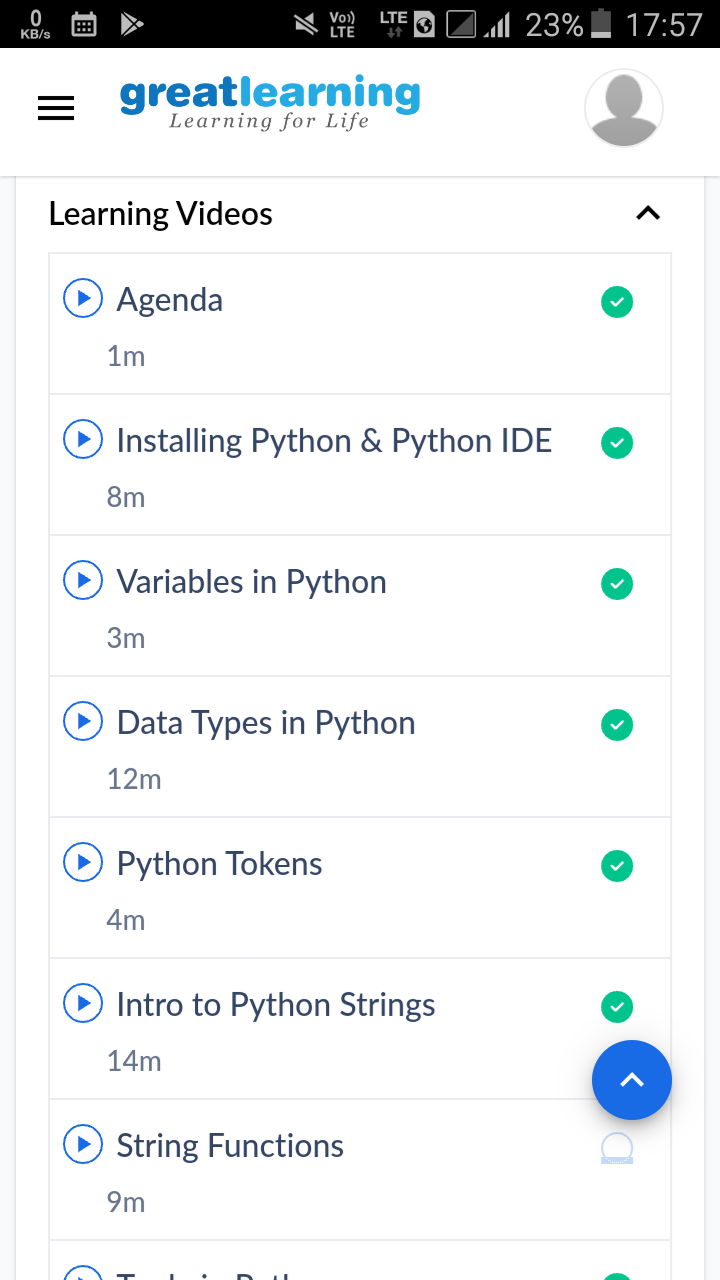 0
KB/s
Vo))
LTE
LTE
23%
17:57
greatlearning
Learning for Life
Learning Videos
Agenda
1m
Installing Python & Python IDE
8m
Variables in Python
3m
Data Types in Python
12m
Python Tokens
4m
Intro to Python Strings
14m
String Functions
9m